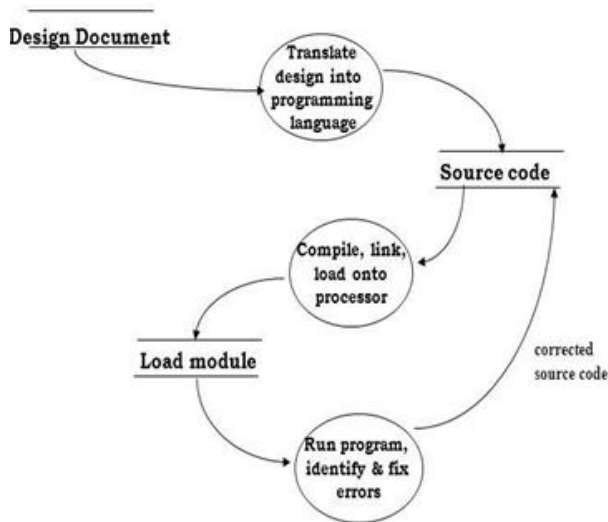 Design Document
Translate
design into
programming
language
Source code
Compile, link,
load onto
processor
Load module
corrected
source code
Run program,
identify & fix
errors